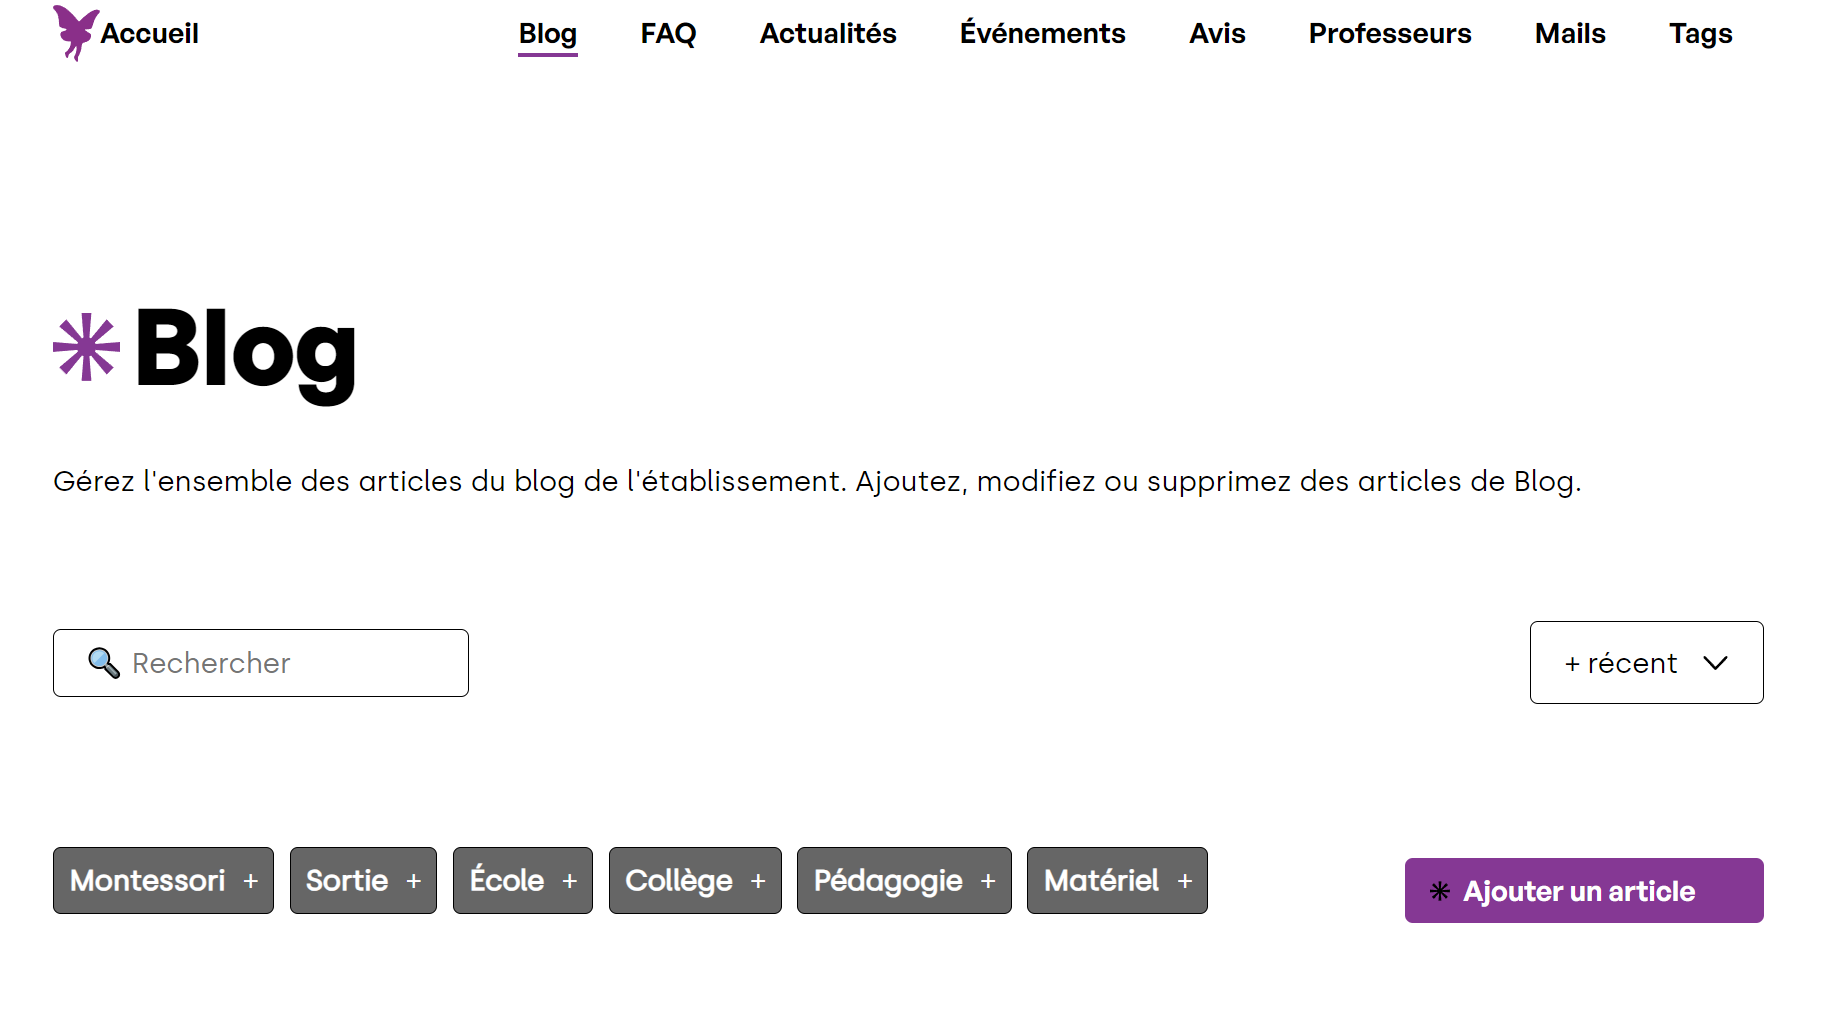 Accueil Blog FAQ Actualités Événements Avis Professeurs Mails Tags
Blog
Gérez l'ensemble des articles du blog de l'établissement. Ajoutez, modifiez ou supprimez des articles de Blog.
Rechercher + récent
Montessori + Sortie + École + Collège + Pédagogie + Matériel +
Ajouter un article